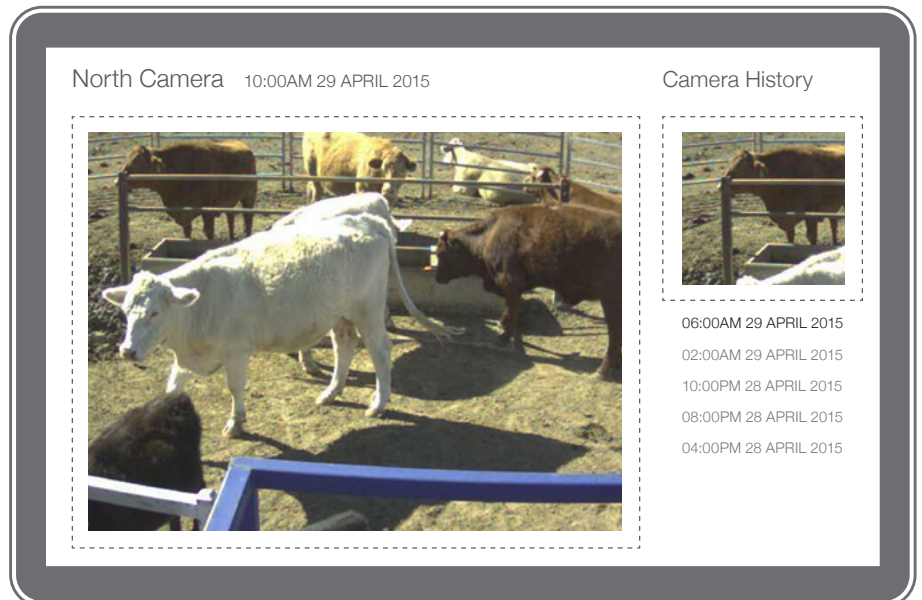 North Camera 10:00AM 29 APRIL 2015
Camera History
06:00AM 29 APRIL 2015
02:00AM 29 APRIL 2015
10:00PM 28 APRIL 2015
08:00PM 28 APRIL 2015
04:00PM 28 APRIL 2015